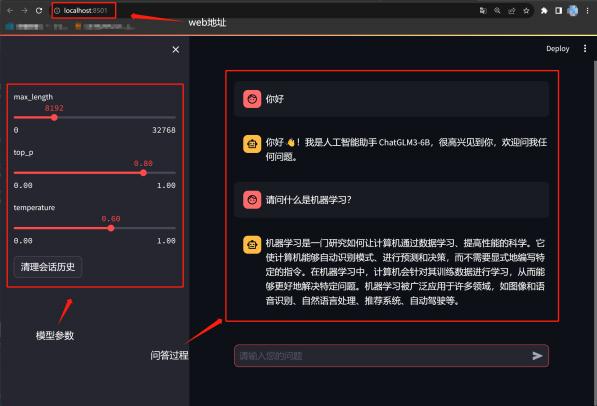 localhost:8501
web地址
Deploy
max_length
8192
0 32768
top_p
0.80
0.00 1.00
temperature
0.60
0.00 1.00
清理会话历史
模型参数
你好
你好 👋！我是人工智能助手 ChatGLM3-6B，很高兴见到你，欢迎问我任
何问题。
请问什么是机器学习？
机器学习是一门研究如何让计算机通过数据学习、提高性能的科学。它
使计算机能够自动识别模式、进行预测和决策，而不需要显式地编写特
定的指令。在机器学习中，计算机会针对其训练数据进行学习，从而能
够更好地解决特定问题。机器学习被广泛应用于许多领域，如图像和语
音识别、自然语言处理、推荐系统、自动驾驶等。
问答过程
请输入您的问题